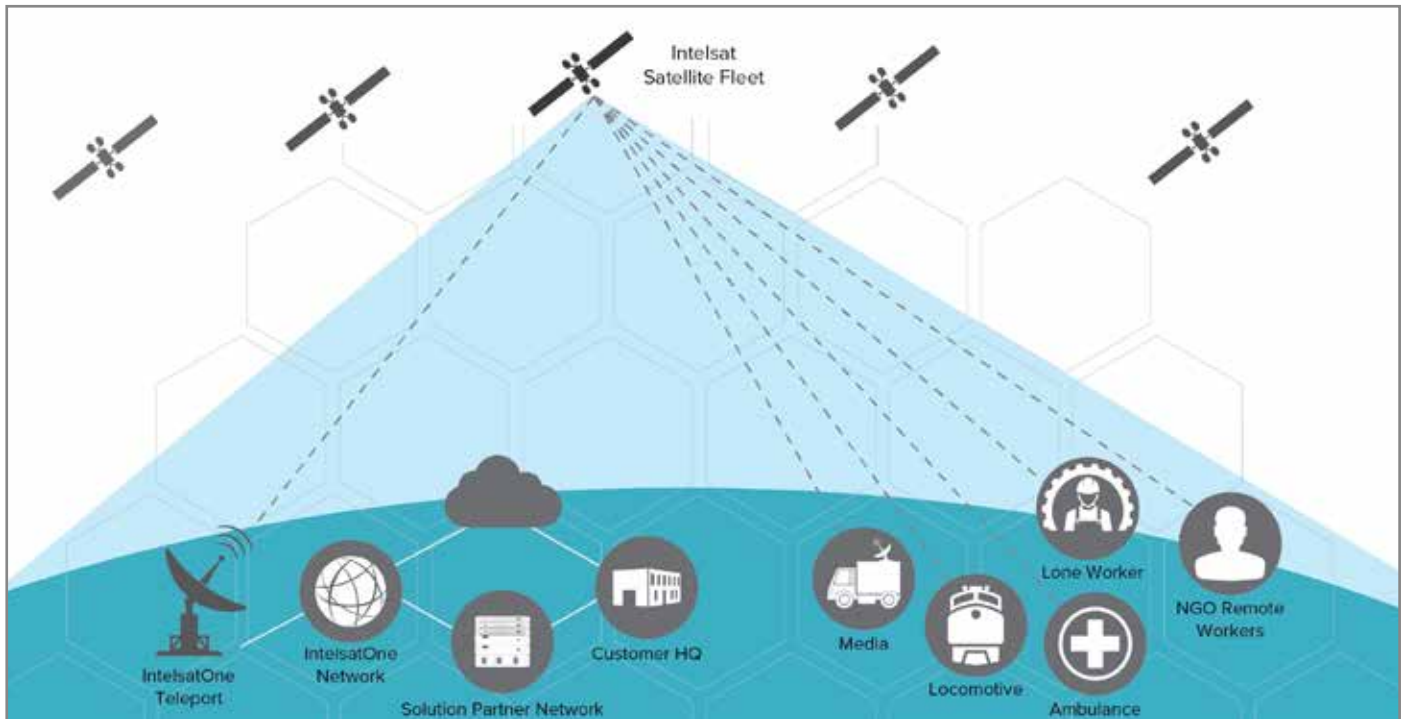 Intelsat
Satellite Fleet
Lone Worker
NGO Remote
Workers
Media
IntelsatOne
Network
Customer HQ
IntelsatOne
Teleport
Locomotive
Solution Partner Network
Ambulance